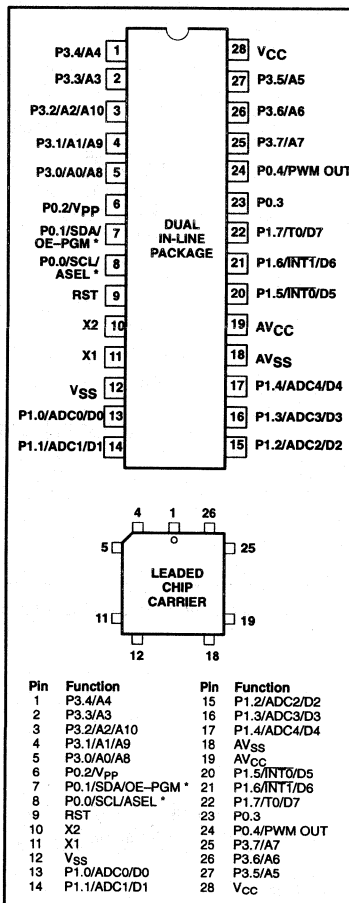 P3.4/A4 1 28 VCC
P3.3/A3 2 27 P3.5/A5
P3.2/A2/A10 3 26 P3.6/A6
P3.1/A1/A9 4 25 P3.7/A7
P3.0/A0/A8 5 24 P0.4/PWM OUT
P0.2/VPP 6 23 P0.3
P0.1/SDA/
OE-PGM * 7 22 P1.7/T0/D7
P0.0/SCL/
ASEL * 8 21 P1.6/INT1/D6
RST 9 20 P1.5/INT0/D5
X2 10 19 AVCC
X1 11 18 AVSS
VSS 12 17 P1.4/ADC4/D4
P1.0/ADC0/D0 13 16 P1.3/ADC3/D3
P1.1/ADC1/D1 14 15 P1.2/ADC2/D2
DUAL
IN-LINE
PACKAGE
4 1 26
5 25
LEADED
CHIP
CARRIER
11 19
12 18
Pin Function
1 P3.4/A4
2 P3.3/A3
3 P3.2/A2/A10
4 P3.1/A1/A9
5 P3.0/A0/A8
6 P0.2/VPP
7 P0.1/SDA/OE–PGM *
8 P0.0/SCL/ASEL *
9 RST
10 X2
11 X1
12 VSS
13 P1.0/ADC0/D0
14 P1.1/ADC1/D1
Pin Function
15 P1.2/ADC2/D2
16 P1.3/ADC3/D3
17 P1.4/ADC4/D4
18 AVSS
19 AVCC
20 P1.5/INT0/D5
21 P1.6/INT1/D6
22 P1.7/T0/D7
23 P0.3
24 P0.4/PWM OUT
25 P3.7/A7
26 P3.6/A6
27 P3.5/A5
28 VCC